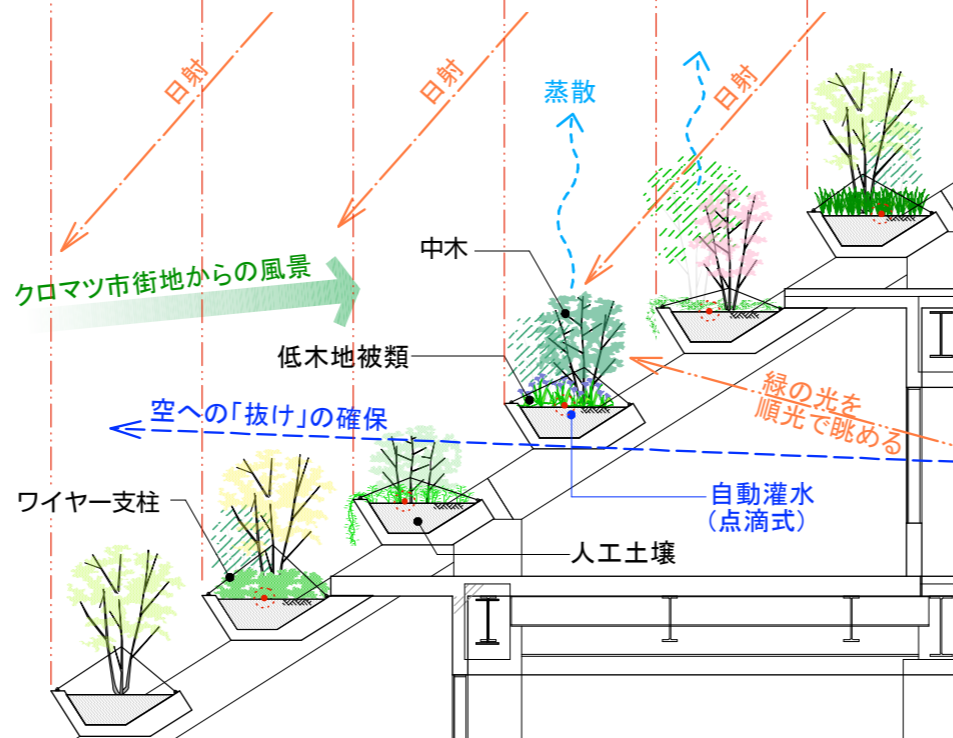 日射
日射
日射
蒸散
中木
クロマツ市街地からの風景
低木地被類
緑の光を
順光で眺める
空への「抜け」の確保
ワイヤー支柱
自動灌水
(点滴式)
人工土壌